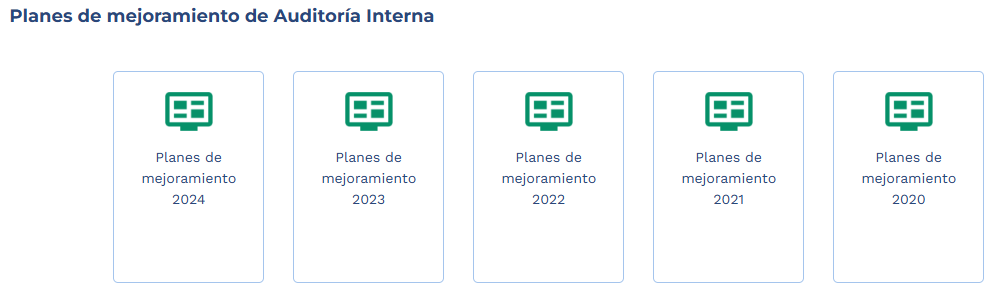 Planes de mejoramiento de Auditoría Interna
Planes de
mejoramiento
2024
Planes de
mejoramiento
2023
Planes de
mejoramiento
2022
Planes de
mejoramiento
2021
Planes de
mejoramiento
2020